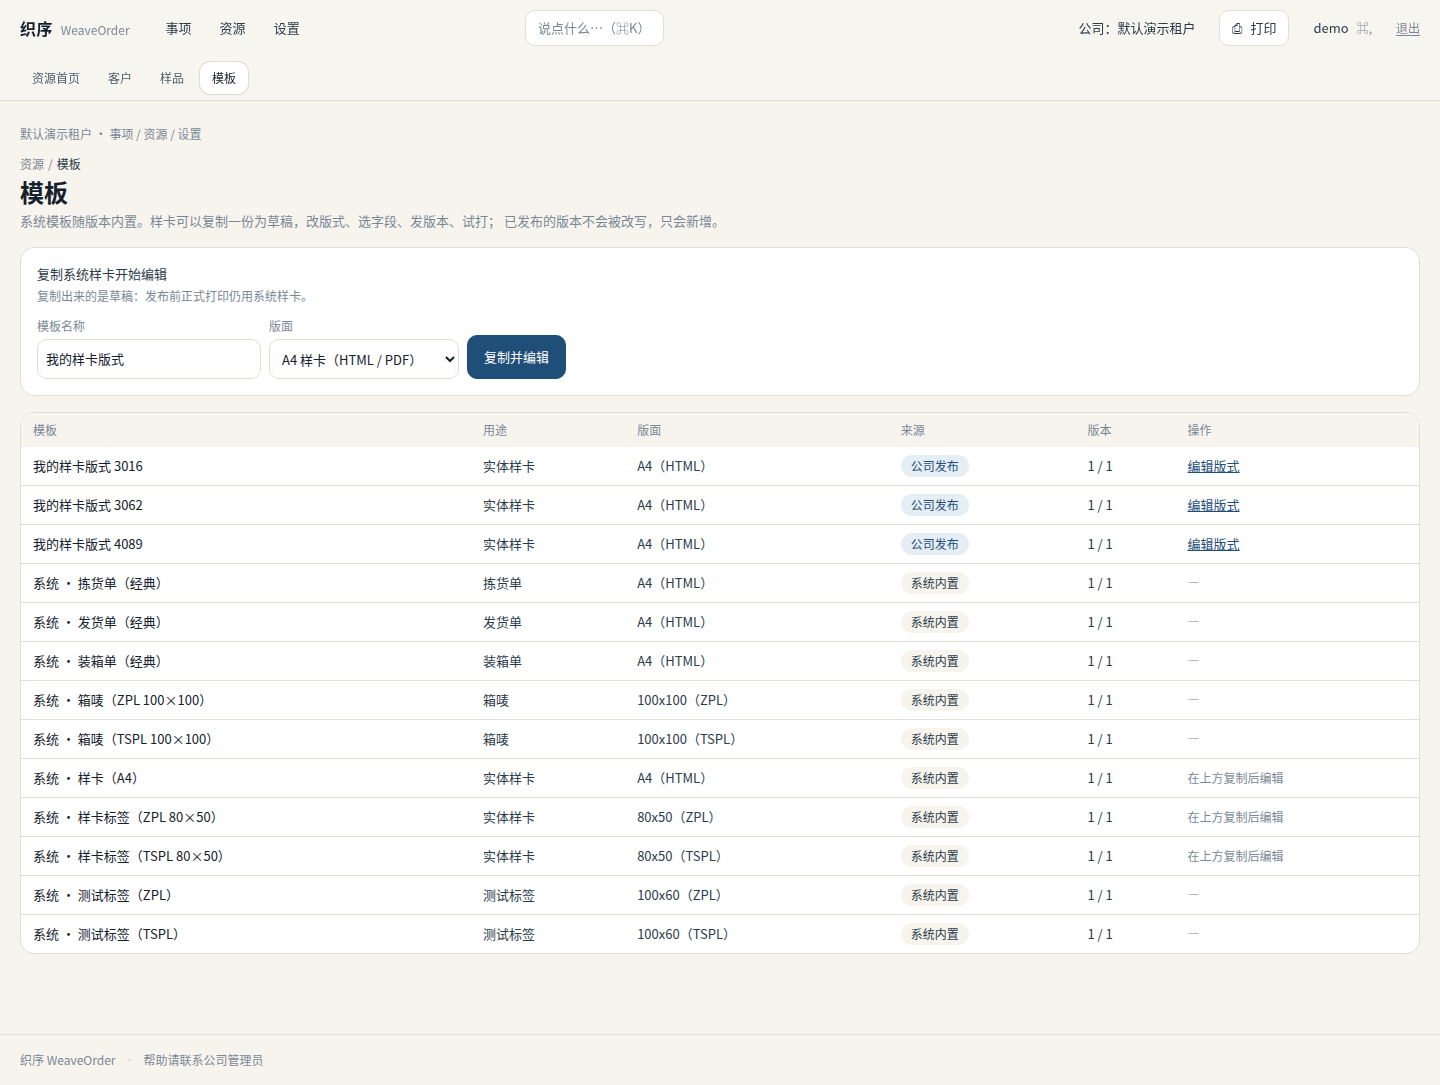 织序 WeaveOrder 事项 资源 设置 说点什么…（⌘K） 公司：默认演示租户 ⎙ 打印 demo ⌘, 退出
资源首页 客户 样品 模板
默认演示租户 · 事项 / 资源 / 设置
资源 / 模板
模板
系统模板随版本内置。样卡可以复制一份为草稿，改版式、选字段、发版本、试打； 已发布的版本不会被改写，只会新增。
复制系统样卡开始编辑
复制出来的是草稿：发布前正式打印仍用系统样卡。
模板名称 版面
我的样卡版式 A4 样卡（HTML / PDF） 复制并编辑
模板 用途 版面 来源 版本 操作
我的样卡版式 3016 实体样卡 A4（HTML） 公司发布 1 / 1 编辑版式
我的样卡版式 3062 实体样卡 A4（HTML） 公司发布 1 / 1 编辑版式
我的样卡版式 4089 实体样卡 A4（HTML） 公司发布 1 / 1 编辑版式
系统 · 拣货单（经典） 拣货单 A4（HTML） 系统内置 1 / 1 —
系统 · 发货单（经典） 发货单 A4（HTML） 系统内置 1 / 1 —
系统 · 装箱单（经典） 装箱单 A4（HTML） 系统内置 1 / 1 —
系统 · 箱唛（ZPL 100×100） 箱唛 100x100（ZPL） 系统内置 1 / 1 —
系统 · 箱唛（TSPL 100×100） 箱唛 100x100（TSPL） 系统内置 1 / 1 —
系统 · 样卡（A4） 实体样卡 A4（HTML） 系统内置 1 / 1 在上方复制后编辑
系统 · 样卡标签（ZPL 80×50） 实体样卡 80x50（ZPL） 系统内置 1 / 1 在上方复制后编辑
系统 · 样卡标签（TSPL 80×50） 实体样卡 80x50（TSPL） 系统内置 1 / 1 在上方复制后编辑
系统 · 测试标签（ZPL） 测试标签 100x60（ZPL） 系统内置 1 / 1 —
系统 · 测试标签（TSPL） 测试标签 100x60（TSPL） 系统内置 1 / 1 —
织序 WeaveOrder · 帮助请联系公司管理员